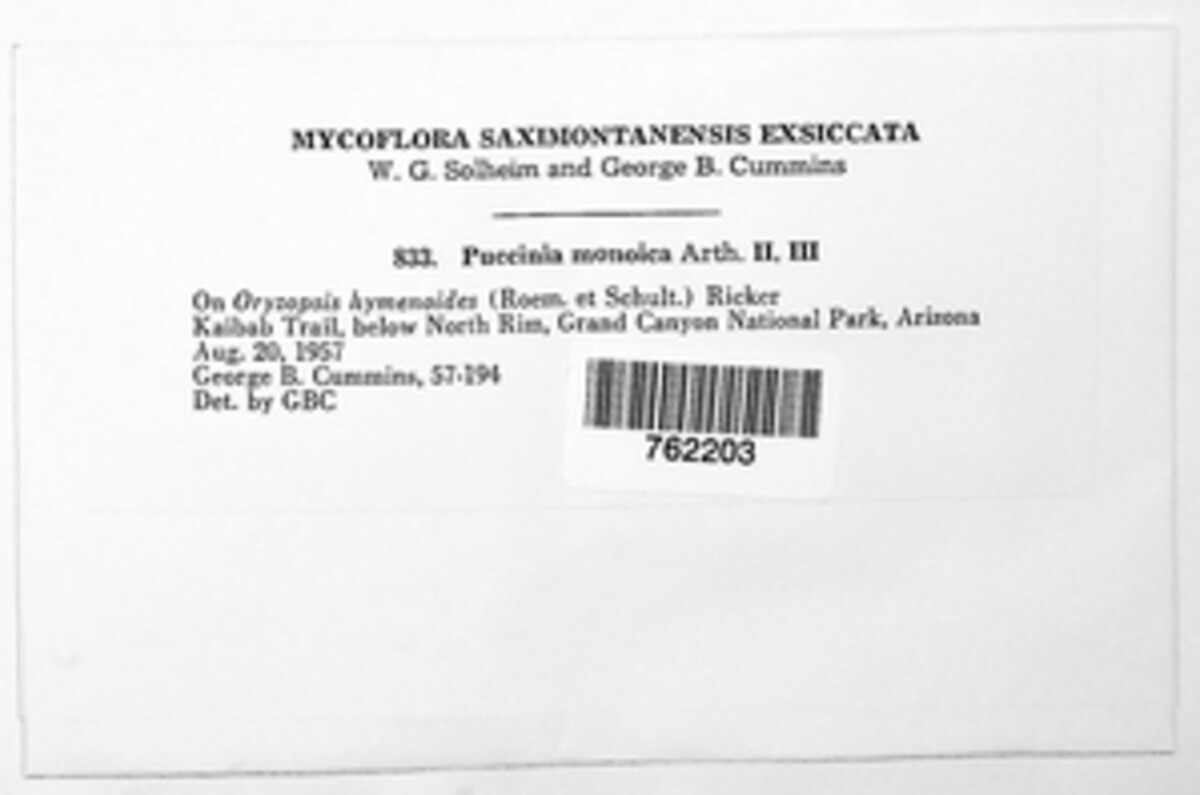 MYCOFLORA SAXIMONTANENSIS EXSICCATA
W. G. Solheim and George B. Cummins
833. Puccinia monoica Arth. II, III
On Oryzopsis hymenoides (Roem. et Schult.) Ricker
Kaibab Trail, below North Rim, Grand Canyon National Park, Arizona
Aug. 20, 1957
George B. Cummins, 57-194
Det. by GBC
762203